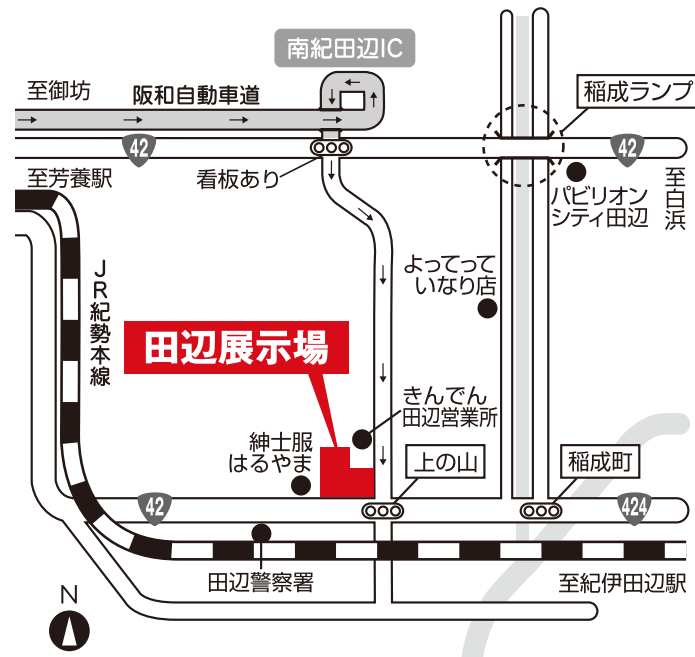 南紀田辺IC
至御坊
阪和自動車道
稲成ランプ
42
42
至芳養駅
看板あり
至白浜
パビリオン
シティ田辺
よってって
いなり店
JR紀勢本線
田辺展示場
きんでん
田辺営業所
紳士服
はるやま
上の山
稲成町
42
424
田辺警察署
至紀伊田辺駅
N